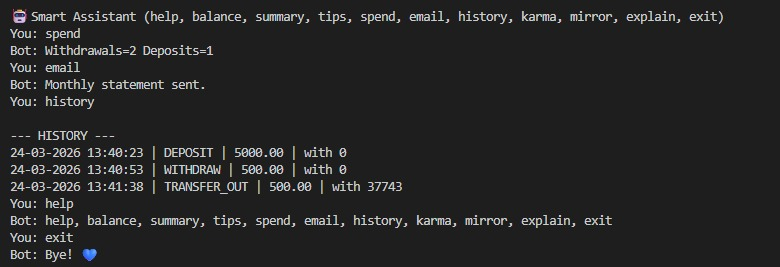 🤖 Smart Assistant (help, balance, summary, tips, spend, email, history, karma, mirror, explain, exit)
You: spend
Bot: Withdrawals=2 Deposits=1
You: email
Bot: Monthly statement sent.
You: history
--- HISTORY ---
24-03-2026 13:40:23 | DEPOSIT | 5000.00 | with 0
24-03-2026 13:40:53 | WITHDRAW | 500.00 | with 0
24-03-2026 13:41:38 | TRANSFER_OUT | 500.00 | with 37743
You: help
Bot: help, balance, summary, tips, spend, email, history, karma, mirror, explain, exit
You: exit
Bot: Bye! 💙